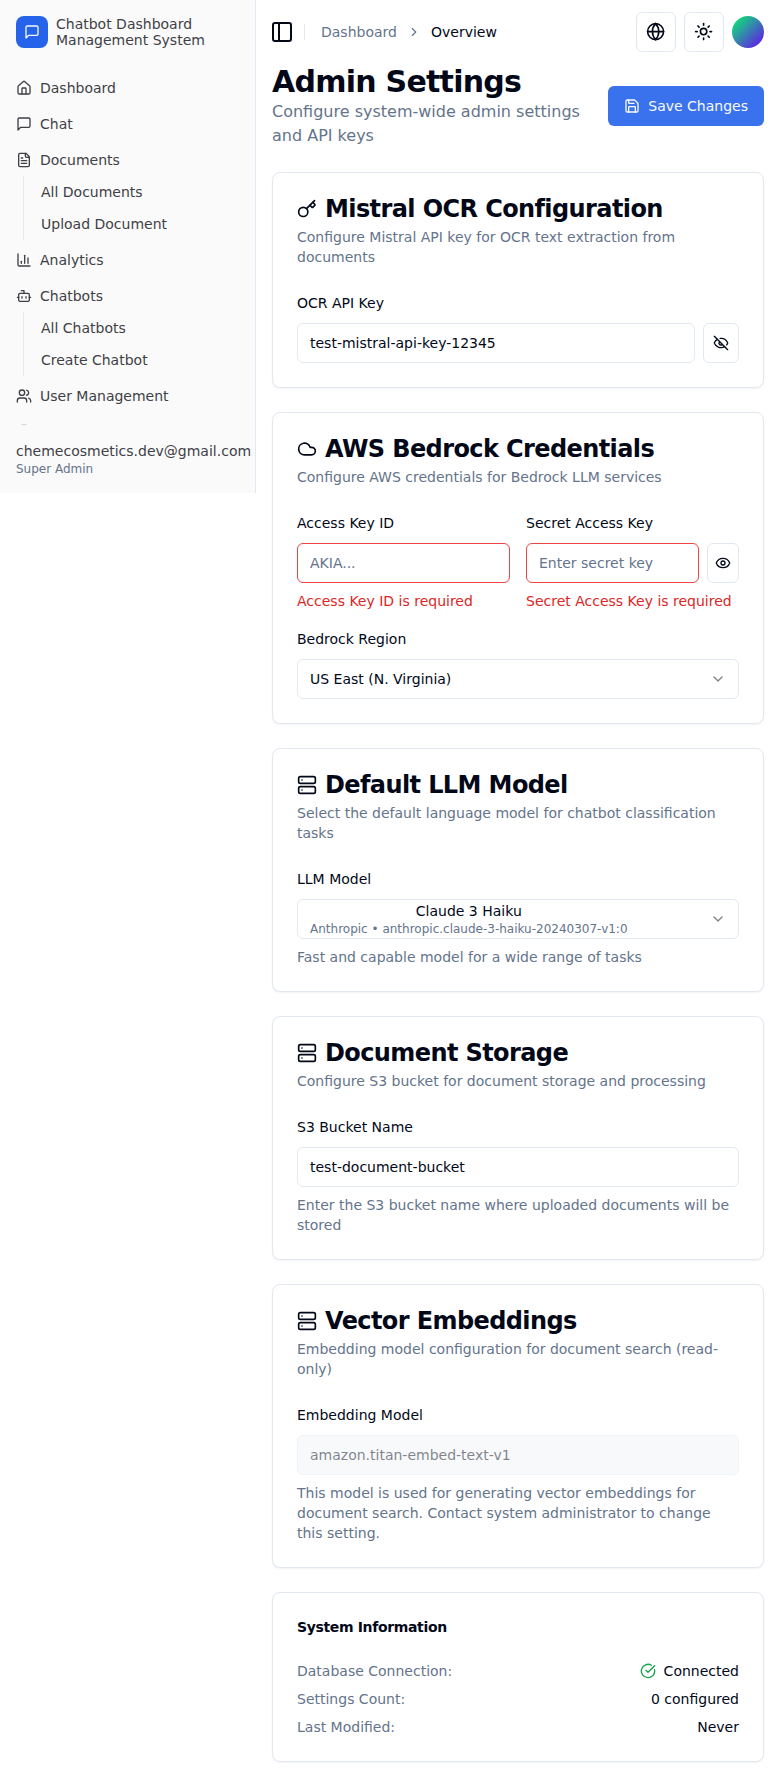 Chatbot Dashboard
Management System
Dashboard
Chat
Documents
All Documents
Upload Document
Analytics
Chatbots
All Chatbots
Create Chatbot
User Management
chemecosmetics.dev@gmail.com
Super Admin
Dashboard > Overview
Admin Settings
Configure system-wide admin settings
and API keys
Save Changes
Mistral OCR Configuration
Configure Mistral API key for OCR text extraction from
documents
OCR API Key
test-mistral-api-key-12345
AWS Bedrock Credentials
Configure AWS credentials for Bedrock LLM services
Access Key ID
Secret Access Key
AKIA...
Enter secret key
Access Key ID is required
Secret Access Key is required
Bedrock Region
US East (N. Virginia)
Default LLM Model
Select the default language model for chatbot classification
tasks
LLM Model
Claude 3 Haiku
Anthropic • anthropic.claude-3-haiku-20240307-v1:0
Fast and capable model for a wide range of tasks
Document Storage
Configure S3 bucket for document storage and processing
S3 Bucket Name
test-document-bucket
Enter the S3 bucket name where uploaded documents will be
stored
Vector Embeddings
Embedding model configuration for document search (read-
only)
Embedding Model
amazon.titan-embed-text-v1
This model is used for generating vector embeddings for
document search. Contact system administrator to change
this setting.
System Information
Database Connection: Connected
Settings Count: 0 configured
Last Modified: Never